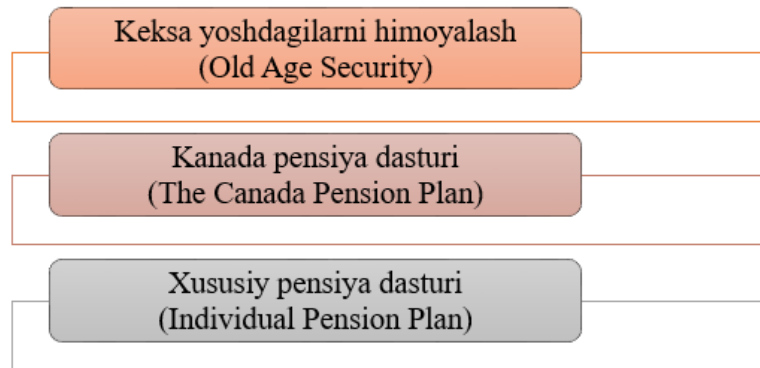 Keksa yoshdagilarni himoyalash
(Old Age Security)
Kanada pensiya dasturi
(The Canada Pension Plan)
Xususiy pensiya dasturi
(Individual Pension Plan)